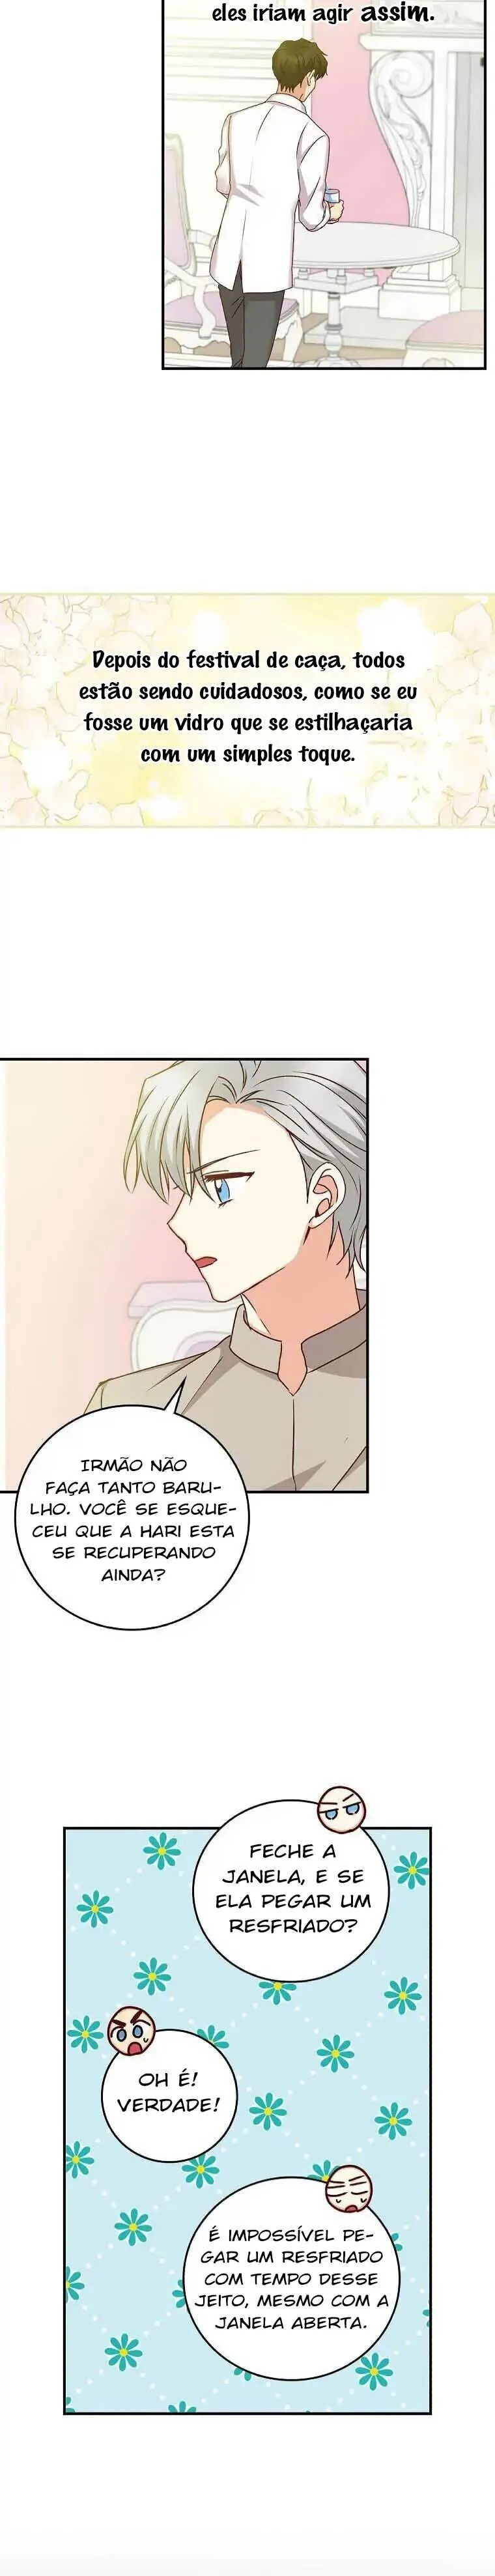 eles iriam agir assim.
Depois do festival de caça, todos
estão sendo cuidadosos, como se eu
fosse um vidro que se estilhaçaria
com um simples toque.
IRMÃO NÃO
FAÇA TANTO BARU-
LHO. VOCÊ SE ESQUE-
CEU QUE A HARI ESTA
SE RECUPERANDO
AINDA?
FECHE A
JANELA, E SE
ELA PEGAR UM
RESFRIADO?
OH É!
VERDADE!
É IMPOSSÍVEL PE-
GAR UM RESFRIADO
COM TEMPO DESSE
JEITO, MESMO COM A
JANELA ABERTA.